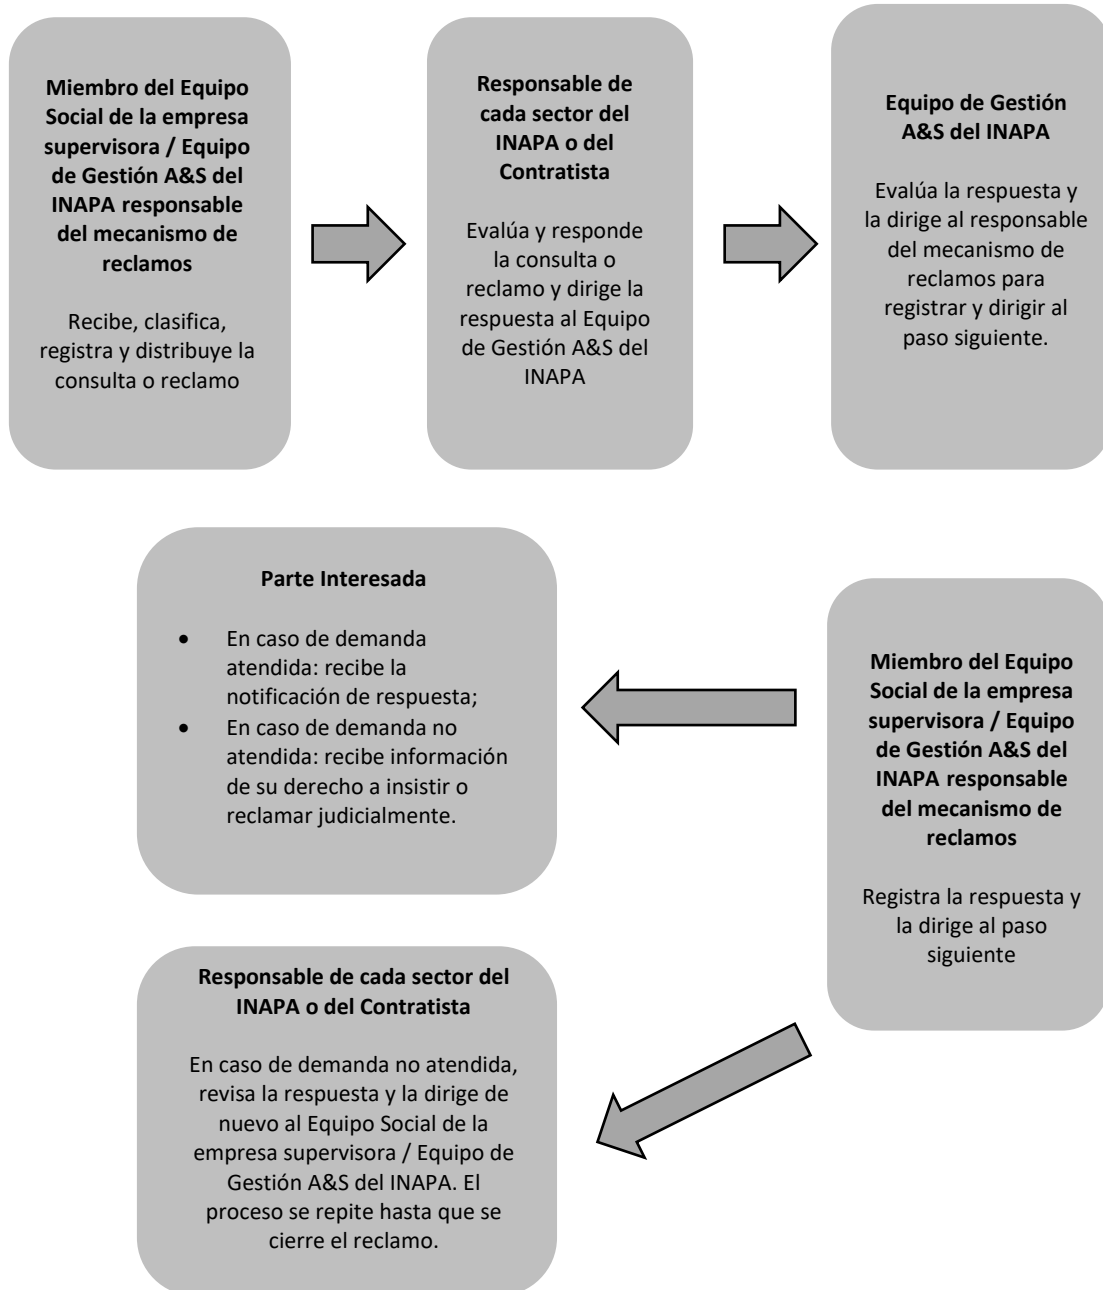 Miembro del Equipo
Social de la empresa
supervisora / Equipo
de Gestión A&S del
INAPA responsable
del mecanismo de
reclamos
Recibe, clasifica,
registra y distribuye la
consulta o reclamo
Responsable de
cada sector del
INAPA o del
Contratista
Evalúa y responde
la consulta o
reclamo y dirige la
respuesta al Equipo
de Gestión A&S del
INAPA
Equipo de Gestión
A&S del INAPA
Evalúa la respuesta y
la dirige al responsable
del mecanismo de
reclamos para
registrar y dirigir al
paso siguiente.
Miembro del Equipo
Social de la empresa
supervisora / Equipo
de Gestión A&S del
INAPA responsable
del mecanismo de
reclamos
Registra la respuesta y
la dirige al paso
siguiente
Parte Interesada
• En caso de demanda
atendida: recibe la
notificación de respuesta;
• En caso de demanda no
atendida: recibe información
de su derecho a insistir o
reclamar judicialmente.
Responsable de cada sector del
INAPA o del Contratista
En caso de demanda no atendida,
revisa la respuesta y la dirige de
nuevo al Equipo Social de la
empresa supervisora / Equipo de
Gestión A&S del INAPA. El
proceso se repite hasta que se
cierre el reclamo.